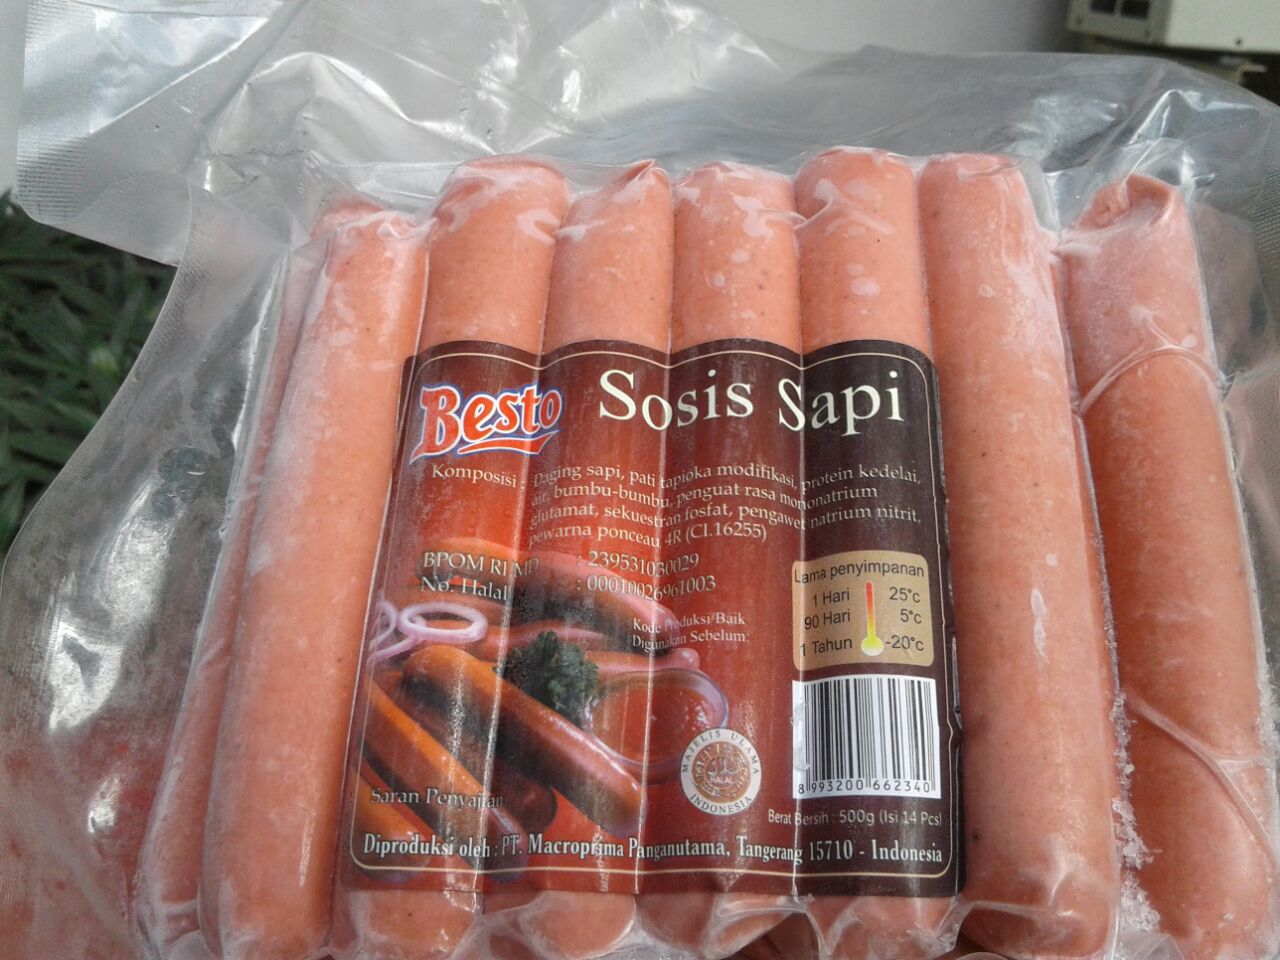 Besto
Sosis Sapi
Komposisi : Daging sapi, pati tapioka modifikasi, protein kedelai,
air, bumbu-bumbu, penguat rasa mononatrium
glutamat, sekuestran fosfat, pengawet natrium nitrit,
pewarna ponceau 4R (CI.16255)
BPOM RI MD : 239531030029
No. Halal : 00010026961003
Kode Produksi/Baik
Digunakan Sebelum:
Lama penyimpanan
1 Hari 25°c
90 Hari 5°c
1 Tahun -20°c
MAJELIS ULAMA
HALAL
INDONESIA
8 993200 662340
Saran Penyajian
Berat Bersih : 500g (Isi 14 Pcs)
Diproduksi oleh : PT. Macroprima Panganutama, Tangerang 15710 - Indonesia